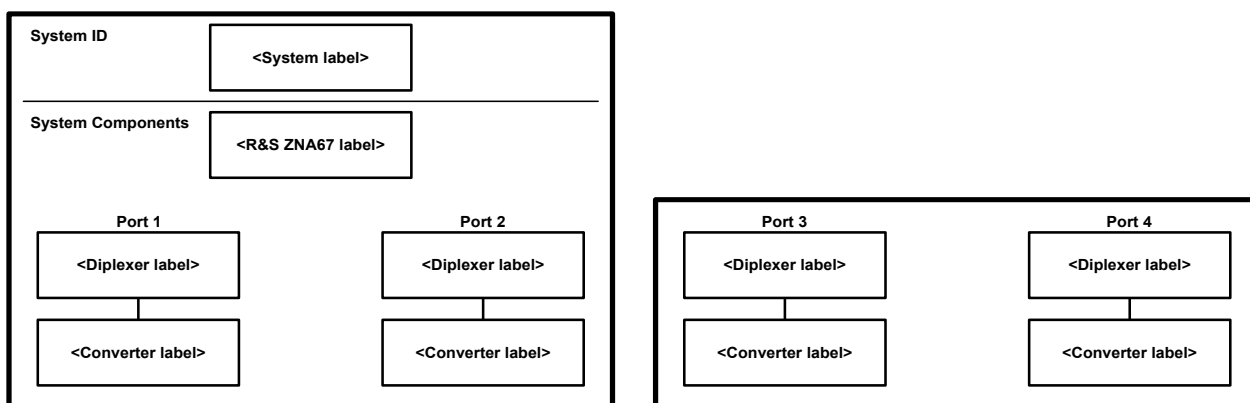 System ID
<System label>
System Components
<R&S ZNA67 label>
Port 1
Port 2
<Diplexer label>
<Diplexer label>
<Converter label>
<Converter label>
Port 3
Port 4
<Diplexer label>
<Diplexer label>
<Converter label>
<Converter label>